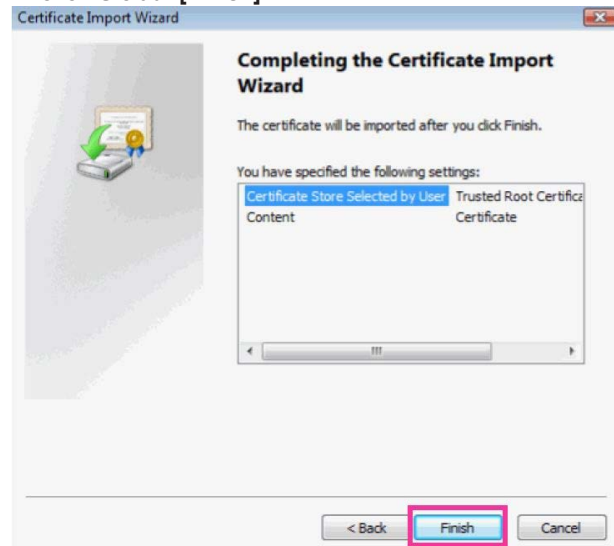 Certificate Import Wizard
Completing the Certificate Import
Wizard
The certificate will be imported after you click Finish.
You have specified the following settings:
Certificate Store Selected by User Trusted Root Certifica
Content Certificate
< Back Finish Cancel